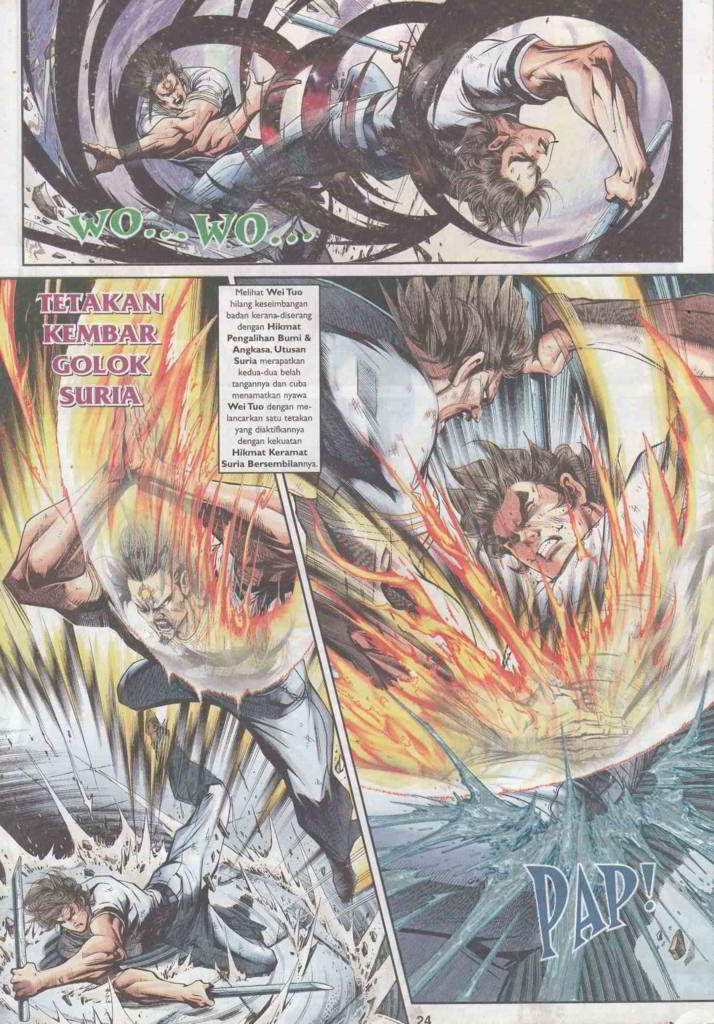 WO...WO...
TETAKAN
KEMBAR
GOLOK
SURIA
Melihat Wei Tuo
hilang keseimbangan
badan kerana diserang
dengan Hikmat
Pengalihan Bumi &
Angkasa, Utusan
Suria merapatkan
kedua-dua belah
tangannya dan cuba
menamatkan nyawa
Wei Tuo dengan me-
lancarkan satu tetakan
yang diaktifkannya
dengan kekuatan
Hikmat Keramat
Suria Bersembilannya.
PAP!
24